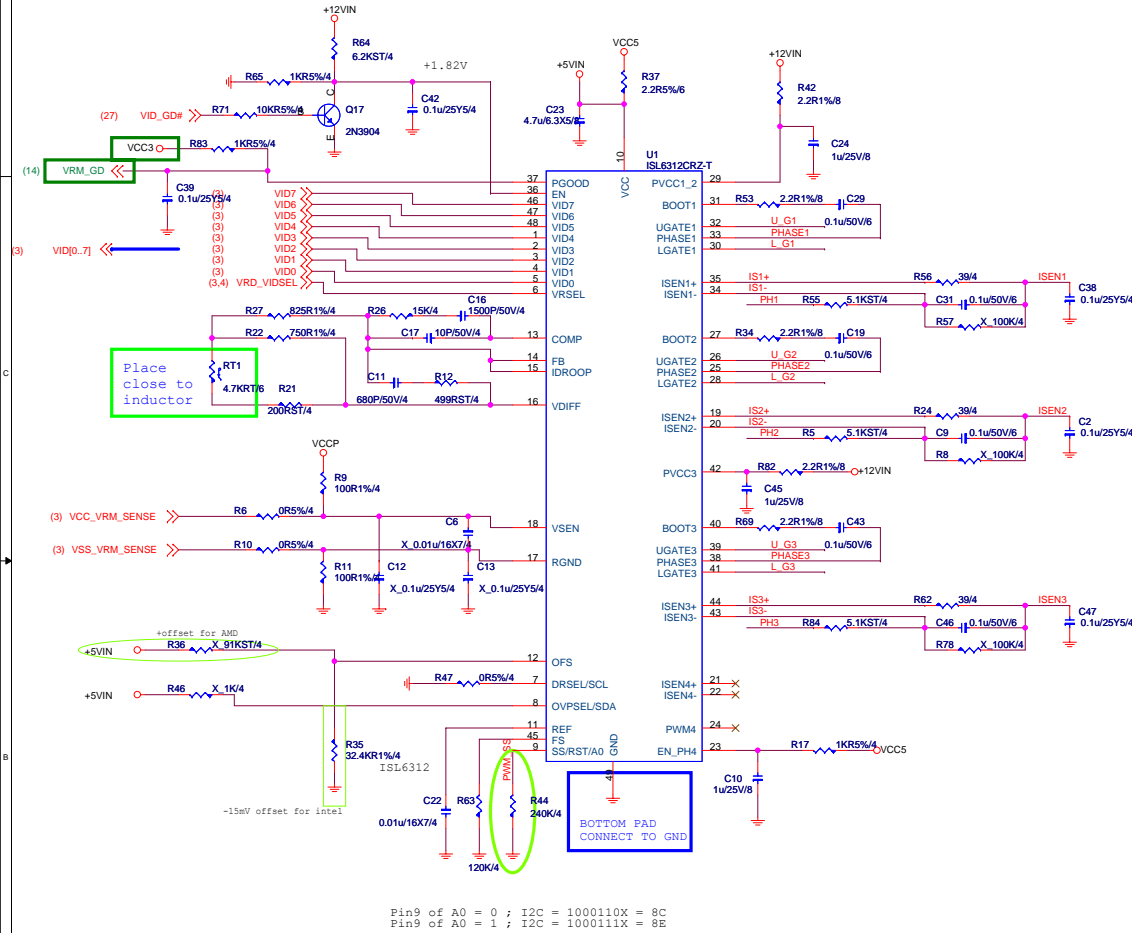 +12VIN
R64
6.2KST/4
+1.82V
R65 1KR5%/4
C
(27) VID_GD# R71 10KR5%/4 B
Q17
2N3904
E
C42
0.1u/25Y5/4
VCC3 R83 1KR5%/4
(14) VRM_GD
C39
0.1u/25Y5/4
VCC5
+5VIN
R37
2.2R5%/6
C23
4.7u/6.3X5/8
+12VIN
R42
2.2R1%/8
C24
1u/25V/8
U1
ISL6312CRZ-T
10
VCC
(3) VID7
(3) VID6
(3) VID5
(3) VID4
(3) VID3
(3) VID2
(3) VID1
(3) VID0
(3,4) VRD_VIDSEL
(3) VID[0..7]
37 PGOOD
36 EN
46 VID7
47 VID6
48 VID5
1 VID4
2 VID3
3 VID2
4 VID1
5 VID0
6 VRSEL
13 COMP
14 FB
15 IDROOP
16 VDIFF
18 VSEN
17 RGND
12 OFS
7 DRSEL/SCL
8 OVPSEL/SDA
11 REF
45 FS
9 SS/RST/A0
GND
49
PVCC1_2 29
BOOT1 31
UGATE1 32
PHASE1 33
LGATE1 30
ISEN1+ 35
ISEN1- 34
BOOT2 27
UGATE2 26
PHASE2 25
LGATE2 28
ISEN2+ 19
ISEN2- 20
PVCC3 42
BOOT3 40
UGATE3 39
PHASE3 38
LGATE3 41
ISEN3+ 44
ISEN3- 43
ISEN4+ 21
ISEN4- 22
PWM4 24
EN_PH4 23
R53 2.2R1%/8 C29
0.1u/50V/6
U_G1
PHASE1
L_G1
IS1+ R56 39/4 ISEN1
IS1-
PH1 R55 5.1KST/4 C31 0.1u/50V/6
R57 X_100K/4
C38
0.1u/25Y5/4
R34 2.2R1%/8 C19
0.1u/50V/6
U_G2
PHASE2
L_G2
IS2+ R24 39/4 ISEN2
IS2-
PH2 R5 5.1KST/4 C9 0.1u/50V/6
R8 X_100K/4
C2
0.1u/25Y5/4
R82 2.2R1%/8 +12VIN
C45
1u/25V/8
R69 2.2R1%/8 C43
0.1u/50V/6
U_G3
PHASE3
L_G3
IS3+ R62 39/4 ISEN3
IS3-
PH3 R84 5.1KST/4 C46 0.1u/50V/6
R78 X_100K/4
C47
0.1u/25Y5/4
R17 1KR5%/4 VCC5
C10
1u/25V/8
R27 825R1%/4 R26 15K/4 C16
1500P/50V/4
R22 750R1%/4 C17 10P/50V/4
Place
close to
inductor
RT1
4.7KRT/6
R21
200RST/4
C11 R12
680P/50V/4 499RST/4
VCCP
R9
100R1%/4
(3) VCC_VRM_SENSE R6 0R5%/4
C6
X_0.01u/16X7/4
(3) VSS_VRM_SENSE R10 0R5%/4
R11
100R1%/4
C12
X_0.1u/25Y5/4
C13
X_0.1u/25Y5/4
+offset for AMD
+5VIN R36 X_91KST/4
R47 0R5%/4
+5VIN R46 X_1K/4
R35
32.4KR1%/4
ISL6312
-15mV offset for intel
PWM_SS
C22
0.01u/16X7/4
R63
120K/4
R44
240K/4
BOTTOM PAD
CONNECT TO GND
C
B
Pin9 of A0 = 0 ; I2C = 1000110X = 8C
Pin9 of A0 = 1 ; I2C = 1000111X = 8E